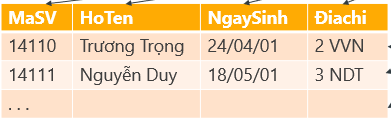 MaSV HoTen NgaySinh Điachi
14110 Trương Trọng 24/04/01 2 VVN
14111 Nguyễn Duy 18/05/01 3 NDT
. . .